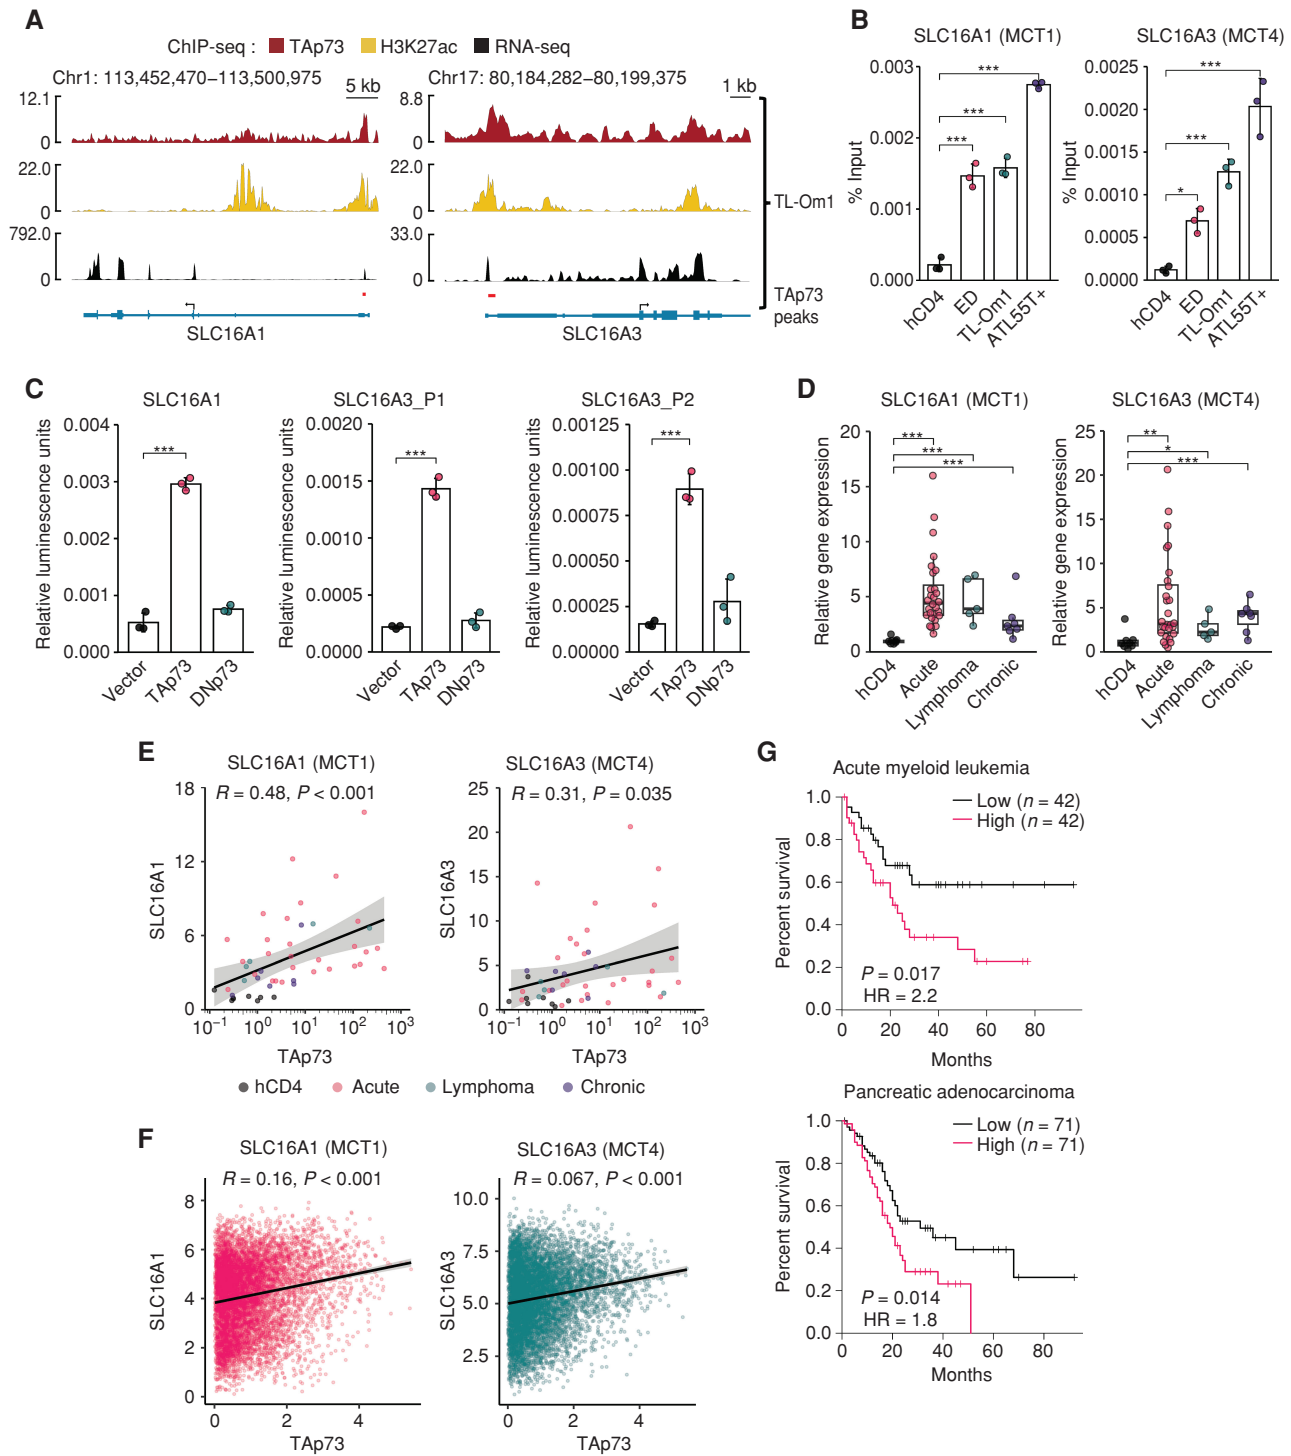 A
ChIP-seq : TAp73 H3K27ac RNA-seq
Chr1: 113,452,470–113,500,975
5 kb
12.1
0
22.0
0
792.0
0
SLC16A1
Chr17: 80,184,282–80,199,375
1 kb
8.8
0
22.0
0
33.0
0
SLC16A3
TL-Om1
TAp73
peaks
B
SLC16A1 (MCT1)
% Input
0.003
0.002
0.001
0.000
***
***
***
hCD4
ED
TL-Om1
ATL55T+
SLC16A3 (MCT4)
% Input
0.0025
0.0020
0.0015
0.0010
0.0005
0.0000
***
***
*
hCD4
ED
TL-Om1
ATL55T+
C
SLC16A1
Relative luminescence units
0.004
0.003
0.002
0.001
0.000
***
Vector
TAp73
DNp73
SLC16A3_P1
Relative luminescence units
0.0020
0.0015
0.0010
0.0005
0.0000
***
Vector
TAp73
DNp73
SLC16A3_P2
Relative luminescence units
0.00125
0.00100
0.00075
0.00050
0.00025
0.00000
***
Vector
TAp73
DNp73
D
SLC16A1 (MCT1)
Relative gene expression
20
15
10
5
0
***
***
***
hCD4
Acute
Lymphoma
Chronic
SLC16A3 (MCT4)
Relative gene expression
25
20
15
10
5
0
**
*
***
hCD4
Acute
Lymphoma
Chronic
E
SLC16A1 (MCT1)
R = 0.48, P < 0.001
SLC16A1
18
12
6
0
10⁻¹ 10⁰ 10¹ 10² 10³
TAp73
SLC16A3 (MCT4)
R = 0.31, P = 0.035
SLC16A3
25
20
15
10
5
0
10⁻¹ 10⁰ 10¹ 10² 10³
TAp73
hCD4 Acute Lymphoma Chronic
F
SLC16A1 (MCT1)
R = 0.16, P < 0.001
SLC16A1
8
6
4
2
0
0 2 4
TAp73
SLC16A3 (MCT4)
R = 0.067, P < 0.001
SLC16A3
10.0
7.5
5.0
2.5
0 2 4
TAp73
G
Acute myeloid leukemia
Low (n = 42)
High (n = 42)
Percent survival
1.0
0.8
0.6
0.4
0.2
0.0
P = 0.017
HR = 2.2
0 20 40 60 80
Months
Pancreatic adenocarcinoma
Low (n = 71)
High (n = 71)
Percent survival
1.0
0.8
0.6
0.4
0.2
0.0
P = 0.014
HR = 1.8
0 20 40 60 80
Months